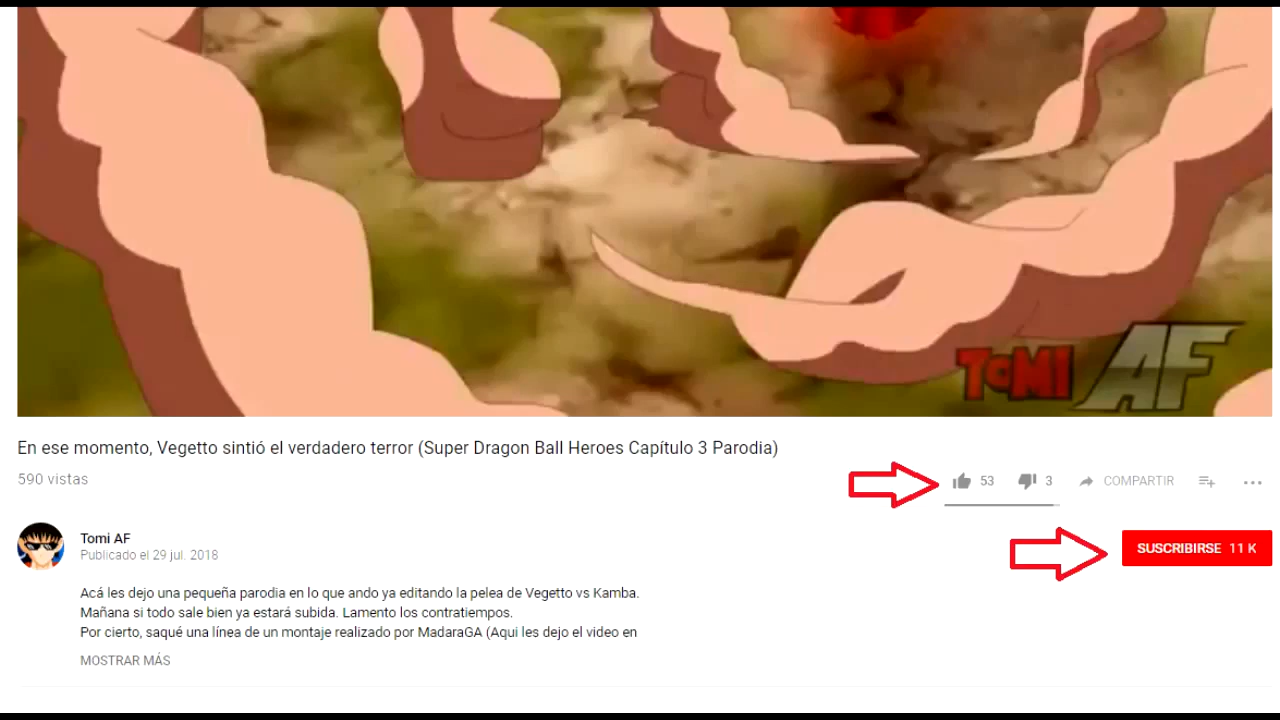 TOMI AF
En ese momento, Vegetto sintió el verdadero terror (Super Dragon Ball Heroes Capítulo 3 Parodia)
590 vistas
53 3 COMPARTIR
Tomi AF
Publicado el 29 jul. 2018
SUSCRIBIRSE 11 K
Acá les dejo una pequeña parodia en lo que ando ya editando la pelea de Vegetto vs Kamba.
Mañana si todo sale bien ya estará subida. Lamento los contratiempos.
Por cierto, saqué una línea de un montaje realizado por MadaraGA (Aqui les dejo el video en
MOSTRAR MÁS